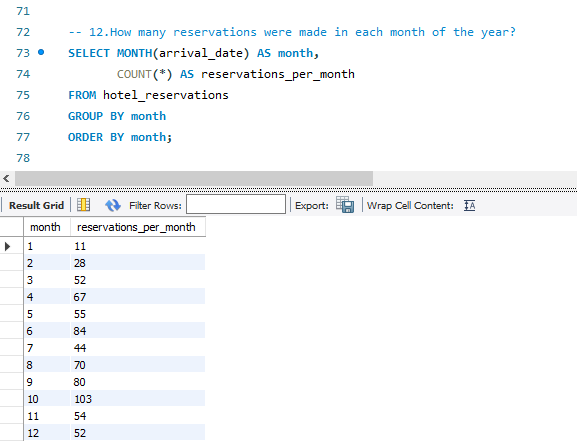 71
72 -- 12.How many reservations were made in each month of the year?
73 SELECT MONTH(arrival_date) AS month,
74 COUNT(*) AS reservations_per_month
75 FROM hotel_reservations
76 GROUP BY month
77 ORDER BY month;
78
Result Grid Filter Rows: Export: Wrap Cell Content: IA
month reservations_per_month
1 11
2 28
3 52
4 67
5 55
6 84
7 44
8 70
9 80
10 103
11 54
12 52